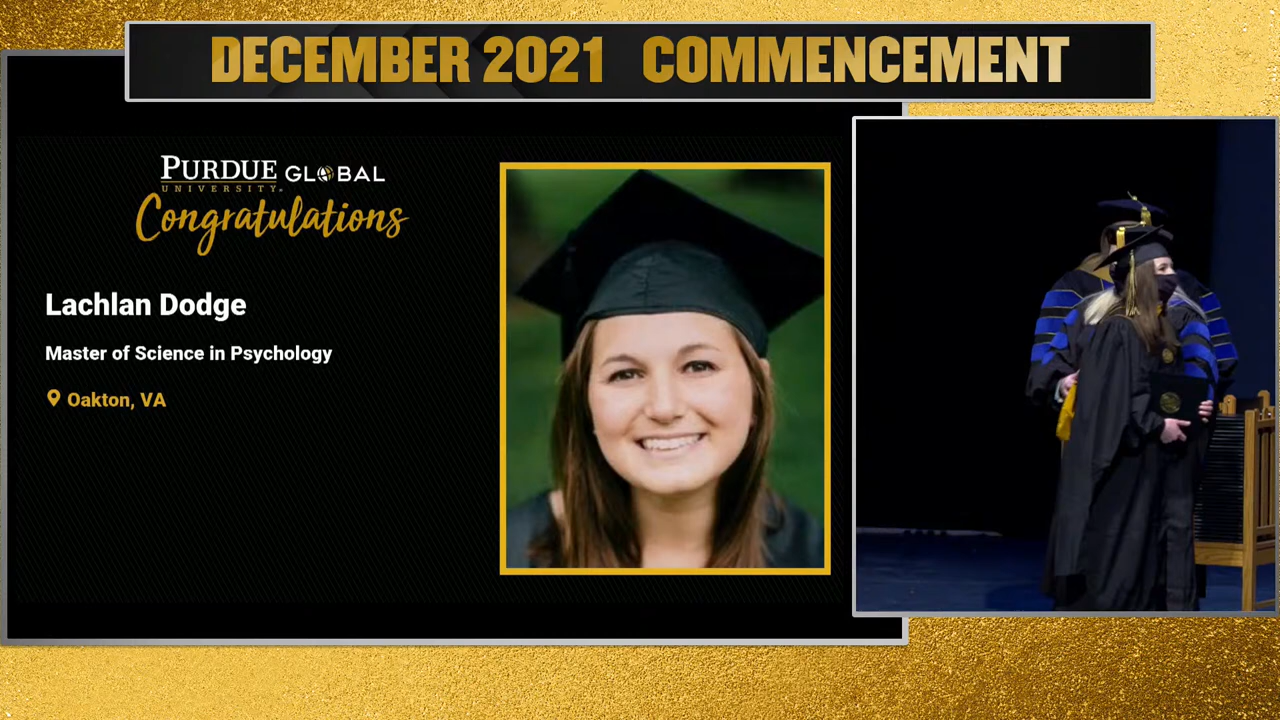 DECEMBER 2021 COMMENCEMENT
PURDUE GLOBAL
UNIVERSITY
Congratulations
Lachlan Dodge
Master of Science in Psychology
Oakton, VA